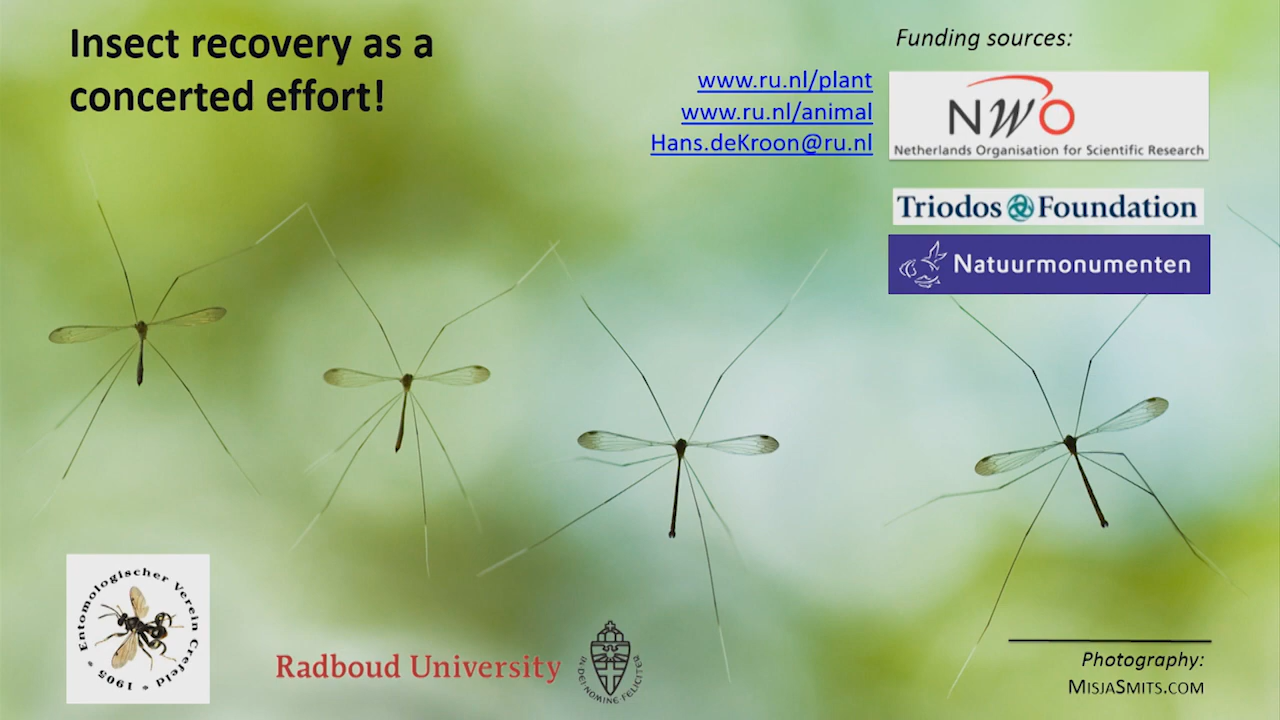 Insect recovery as a
concerted effort!
www.ru.nl/plant
www.ru.nl/animal
Hans.deKroon@ru.nl
Funding sources:
NWO
Netherlands Organisation for Scientific Research
Triodos Foundation
Natuurmonumenten
* Entomologischer Verein Crefeld * 1905
Radboud University
IN DEI NOMINE FELICITER
Photography:
MISJASMITS.COM